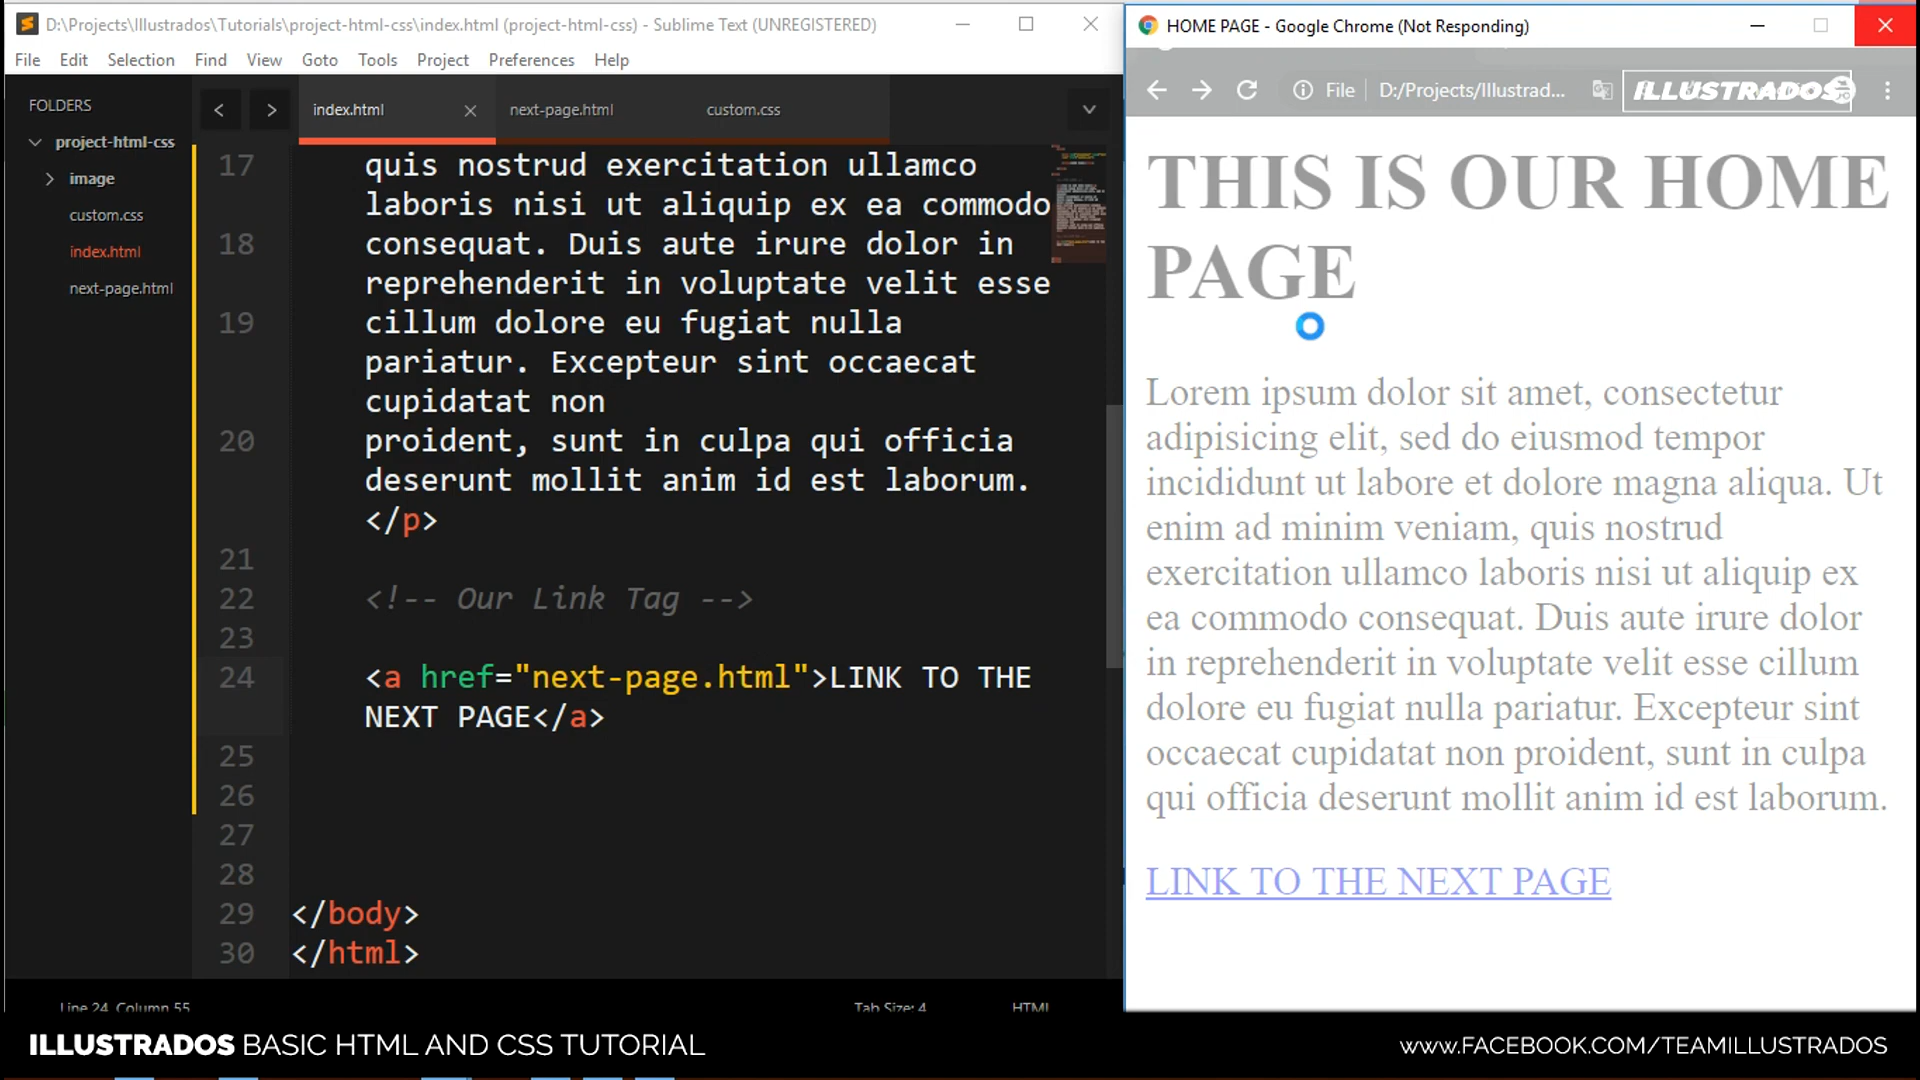 D:\Projects\Illustrados\Tutorials\project-html-css\index.html (project-html-css) - Sublime Text (UNREGISTERED)
File Edit Selection Find View Goto Tools Project Preferences Help
FOLDERS
project-html-css
image
custom.css
index.html
next-page.html
index.html next-page.html custom.css
17 quis nostrud exercitation ullamco
laboris nisi ut aliquip ex ea commodo
18 consequat. Duis aute irure dolor in
reprehenderit in voluptate velit esse
19 cillum dolore eu fugiat nulla
pariatur. Excepteur sint occaecat
cupidatat non
20 proident, sunt in culpa qui officia
deserunt mollit anim id est laborum.
</p>
21
22 <!-- Our Link Tag -->
23
24 <a href="next-page.html">LINK TO THE
NEXT PAGE</a>
25
26
27
28
29 </body>
30 </html>
Line 24, Column 55 Tab Size: 4 HTML
HOME PAGE - Google Chrome (Not Responding)
File D:/Projects/Illustrad...
ILLUSTRADOS
THIS IS OUR HOME
PAGE
Lorem ipsum dolor sit amet, consectetur
adipisicing elit, sed do eiusmod tempor
incididunt ut labore et dolore magna aliqua. Ut
enim ad minim veniam, quis nostrud
exercitation ullamco laboris nisi ut aliquip ex
ea commodo consequat. Duis aute irure dolor
in reprehenderit in voluptate velit esse cillum
dolore eu fugiat nulla pariatur. Excepteur sint
occaecat cupidatat non proident, sunt in culpa
qui officia deserunt mollit anim id est laborum.
LINK TO THE NEXT PAGE
ILLUSTRADOS BASIC HTML AND CSS TUTORIAL
www.FACEBOOK.COM/TEAMILLUSTRADOS